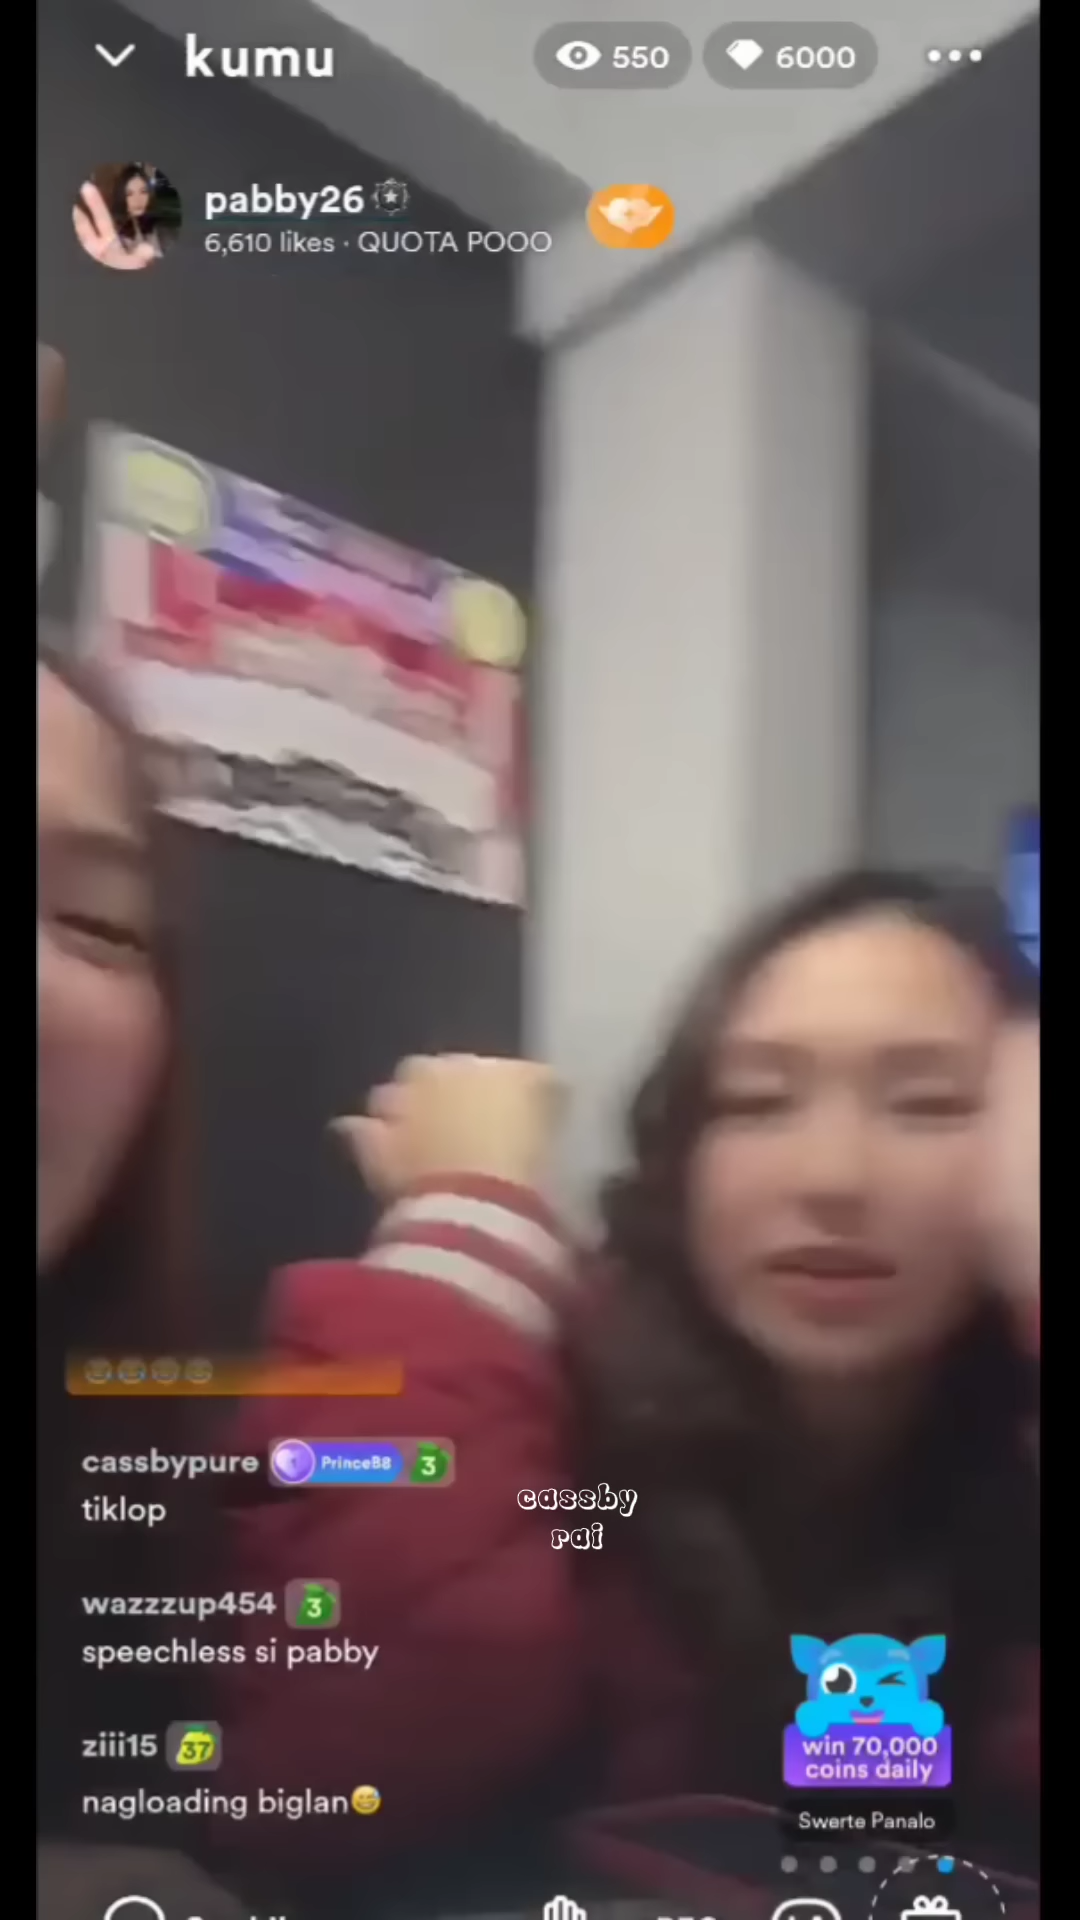 kumu
550
6000
pabby26
6,610 likes · QUOTA POOO
cassbypure PrinceB8 3
tiklop
cassby
rai
wazzzup454 3
speechless si pabby
ziii15 37
nagloading biglan😅
win 70,000
coins daily
Swerte Panalo